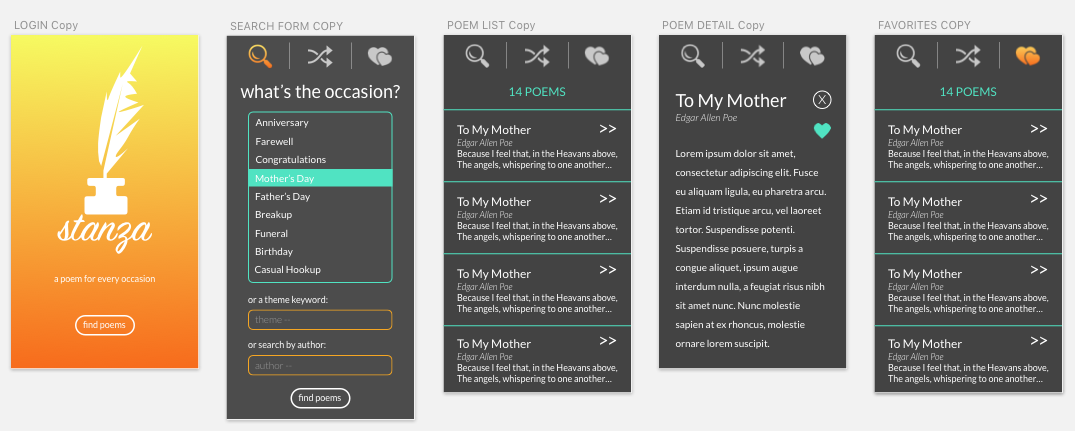 LOGIN Copy
stanza
a poem for every occasion
find poems
SEARCH FORM COPY
what's the occasion?
Anniversary
Farewell
Congratulations
Mother's Day
Father's Day
Breakup
Funeral
Birthday
Casual Hookup
or a theme keyword:
theme --
or search by author:
author --
find poems
POEM LIST Copy
14 POEMS
To My Mother >>
Edgar Allen Poe
Because I feel that, in the Heavans above,
The angels, whispering to one another...
To My Mother >>
Edgar Allen Poe
Because I feel that, in the Heavans above,
The angels, whispering to one another...
To My Mother >>
Edgar Allen Poe
Because I feel that, in the Heavans above,
The angels, whispering to one another...
To My Mother >>
Edgar Allen Poe
Because I feel that, in the Heavans above,
The angels, whispering to one another...
POEM DETAIL Copy
To My Mother X
Edgar Allen Poe
Lorem ipsum dolor sit amet,
consectetur adipiscing elit. Fusce
eu aliquam ligula, eu pharetra arcu.
Etiam id tristique arcu, vel laoreet
tortor. Suspendisse potenti.
Suspendisse posuere, turpis a
congue aliquet, ipsum augue
interdum nulla, a feugiat risus nibh
sit amet nunc. Nunc molestie
sapien at ex rhoncus, molestie
ornare lorem suscipit.
FAVORITES COPY
14 POEMS
To My Mother >>
Edgar Allen Poe
Because I feel that, in the Heavans above,
The angels, whispering to one another...
To My Mother >>
Edgar Allen Poe
Because I feel that, in the Heavans above,
The angels, whispering to one another...
To My Mother >>
Edgar Allen Poe
Because I feel that, in the Heavans above,
The angels, whispering to one another...
To My Mother >>
Edgar Allen Poe
Because I feel that, in the Heavans above,
The angels, whispering to one another...